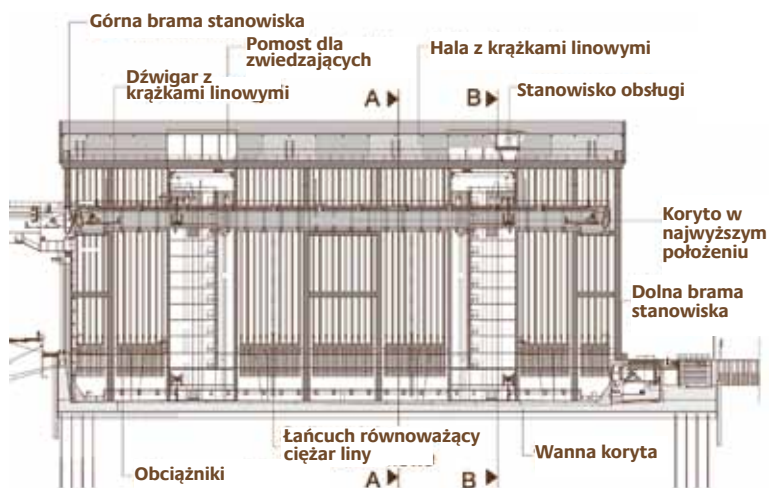 Górna brama stanowiska
Pomost dla
zwiedzających
Hala z krążkami linowymi
Dźwigar z
krążkami linowymi
A
B
Stanowisko obsługi
Koryto w
najwyższym
położeniu
Dolna brama
stanowiska
Łańcuch równoważący
ciężar liny
Wanna koryta
Obciążniki
A
B